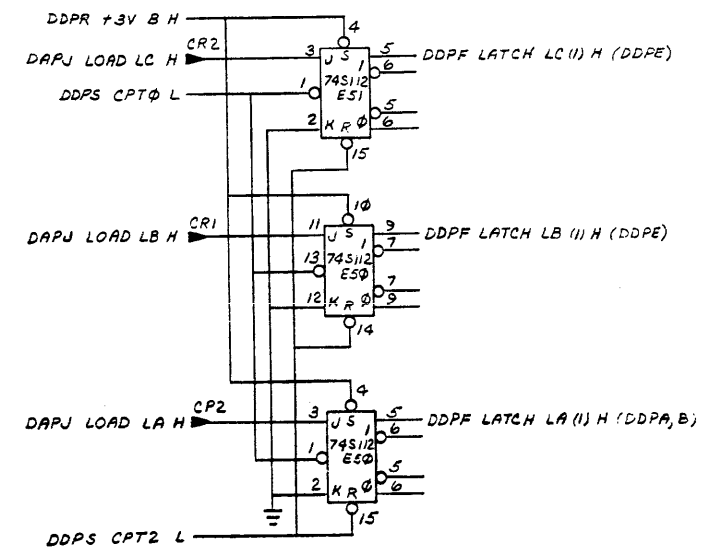 DDPR +3V B H
4
CR2
3
J S
5
DDPF LATCH LC(1) H (DDPE)
DAPJ LOAD LC H
1
6
74S112
DDPS CPTØ L
1
E51
5
2
K R Ø
6
15
1Ø
CR1
11
J S
9
DDPF LATCH LB (1) H (DDPE)
DAPJ LOAD LB H
1
7
13
74S112
E5Ø
7
12
K R Ø
9
14
4
CP2
3
J S
5
DDPF LATCH LA (1) H (DDPA,B)
DAPJ LOAD LA H
1
6
74S112
1
E5Ø
5
2
K R Ø
6
15
DDPS CPT2 L